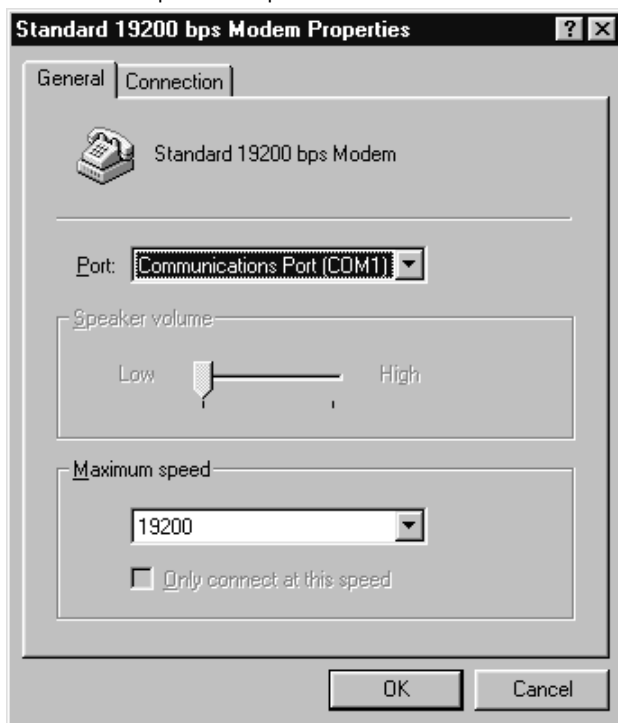 Standard 19200 bps Modem Properties
General
Connection
Standard 19200 bps Modem
Port: Communications Port (COM1)
Speaker volume
Low High
Maximum speed
19200
Only connect at this speed
OK Cancel